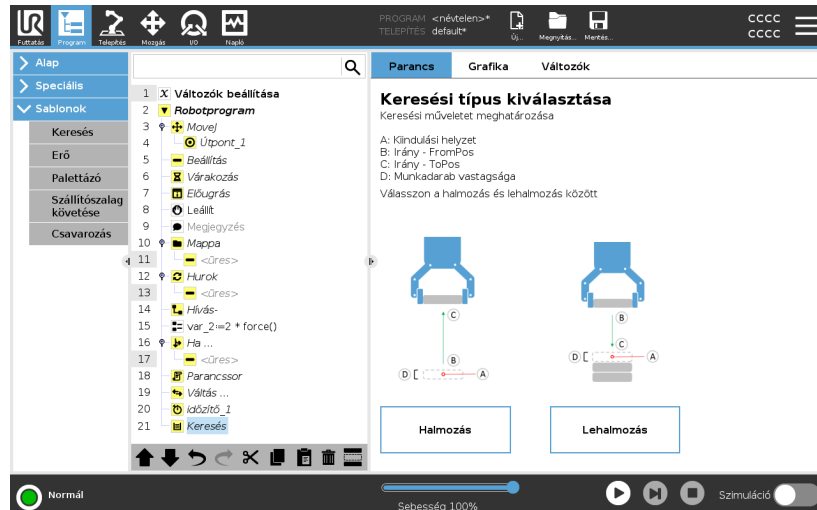 UR
Futtatás
Program
Telepítés
Mozgás
I/O
Napló
PROGRAM <névtelen>*
TELEPÍTÉS default*
Új...
Megnyitás...
Mentés...
cccc
cccc
Alap
Speciális
Sablonok
Keresés
Erő
Palettázó
Szállítószalag
követése
Csavarozás
1 X Változók beállítása
2 Robotprogram
3 MoveJ
4 Útpont_1
5 Beállítás
6 Várakozás
7 Előugrás
8 Leállít
9 Megjegyzés
10 Mappa
11 <üres>
12 Hurok
13 <üres>
14 Hívás-
15 var_2≔2 * force()
16 Ha ...
17 <üres>
18 Parancssor
19 Váltás ...
20 időzítő_1
21 Keresés
Parancs Grafika Változók
Keresési típus kiválasztása
Keresési műveletet meghatározása
A: Kiindulási helyzet
B: Irány - FromPos
C: Irány - ToPos
D: Munkadarab vastagsága
Válasszon a halmozás és lehalmozás között
C
B
D
A
B
C
D
A
Halmozás
Lehalmozás
Normál
Sebesség 100%
Szimuláció